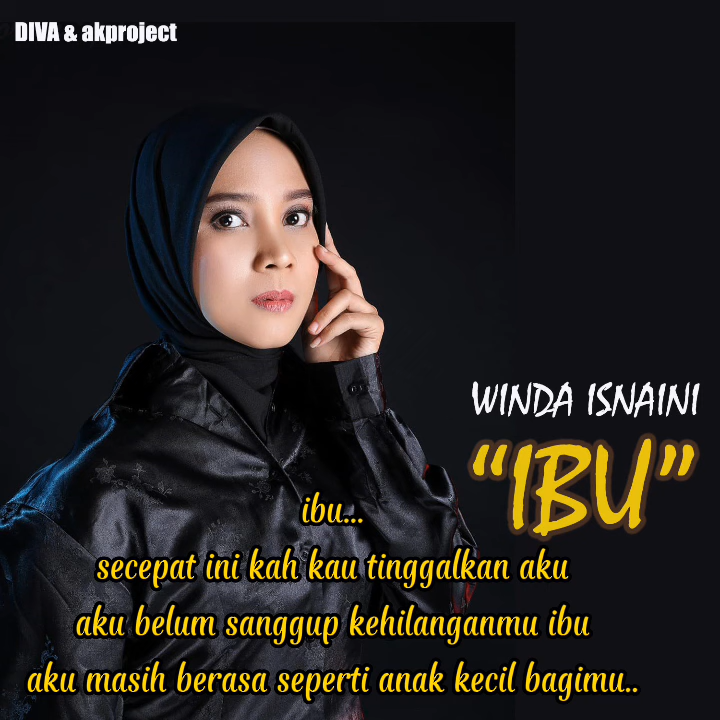 DIVA & akproject
WINDA ISNAINI
"IBU"
ibu...
secepat ini kah kau tinggalkan aku
aku belum sanggup kehilanganmu ibu
aku masih berasa seperti anak kecil bagimu..